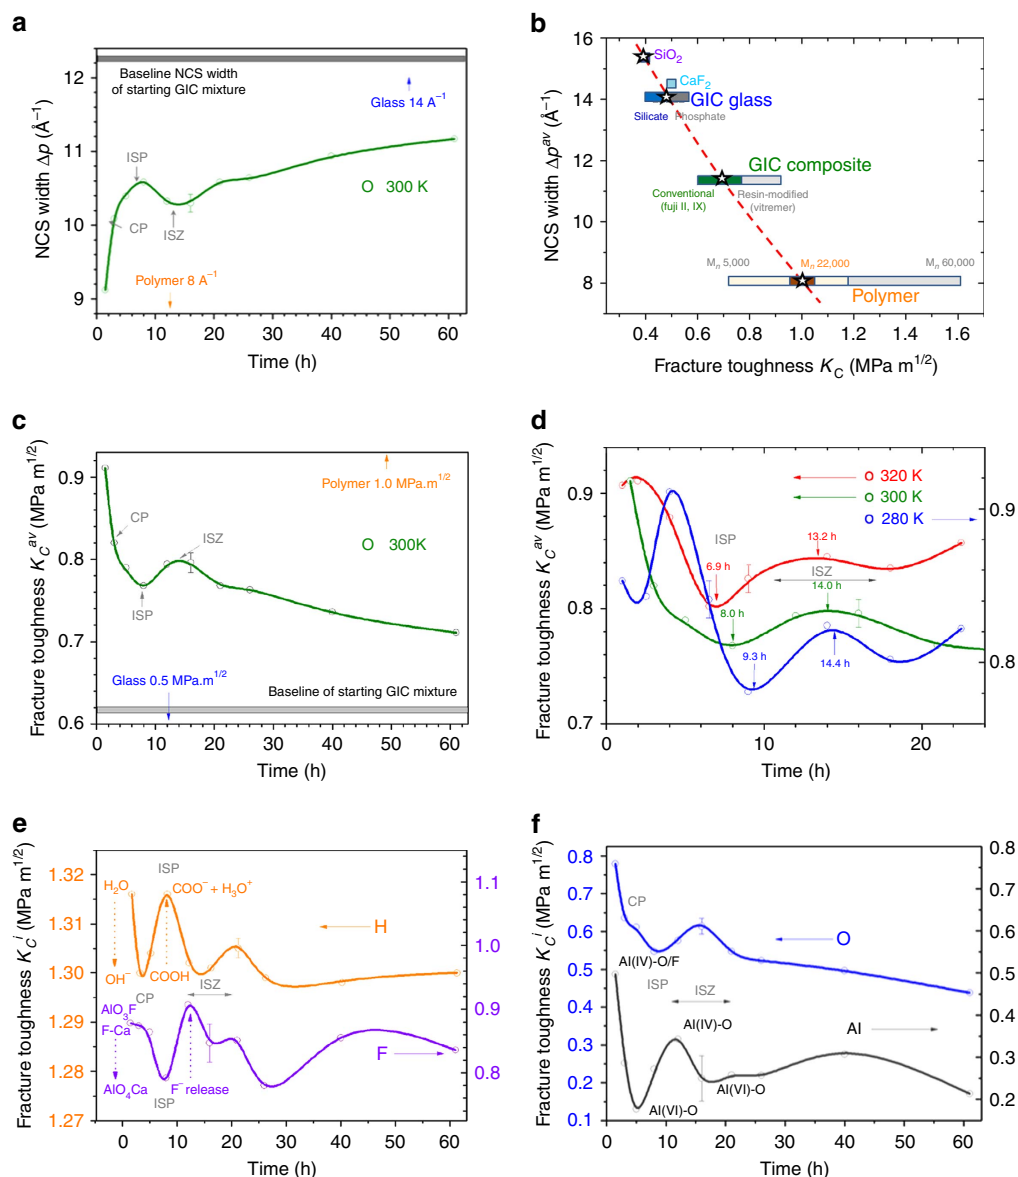 a
NCS width Δp (Å⁻¹)
12
11
10
9
Baseline NCS width
of starting GIC mixture
Glass 14 A⁻¹
ISP
O 300 K
CP
ISZ
Polymer 8 A⁻¹
0 10 20 30 40 50 60
Time (h)
b
NCS width Δpᵃᵛ (Å⁻¹)
16
15
14
13
12
11
10
9
8
SiO₂
CaF₂
GIC glass
Silicate Phosphate
GIC composite
Conventional
(fuji II, IX)
Resin-modified
(vitremer)
Mₙ 5,000 Mₙ 22,000 Mₙ 60,000
Polymer
0.4 0.6 0.8 1.0 1.2 1.4 1.6
Fracture toughness K_C (MPa m^1/2)
c
Fracture toughness K_C^av (MPa m^1/2)
0.9
0.8
0.7
0.6
Polymer 1.0 MPa.m^1/2
CP
ISZ
O 300K
ISP
Glass 0.5 MPa.m^1/2
Baseline of starting GIC mixture
0 10 20 30 40 50 60
Time (h)
d
Fracture toughness K_C^av (MPa m^1/2)
0.9
0.8
0.7
0.9
0.8
320 K
300 K
280 K
ISP
13.2 h
6.9 h
ISZ
14.0 h
8.0 h
9.3 h
14.4 h
0 10 20
Time (h)
e
Fracture toughness K_C^i (MPa m^1/2)
1.32
1.31
1.30
1.29
1.28
1.27
1.1
1.0
0.9
0.8
ISP
H₂O
COO⁻ + H₃O⁺
H
OH⁻
COOH
ISZ
CP
AlO₃F
F-Ca
F
AlO₄Ca
F⁻ release
ISP
0 10 20 30 40 50 60
Time (h)
f
Fracture toughness K_C^i (MPa m^1/2)
0.8
0.7
0.6
0.5
0.4
0.3
0.2
0.1
0.8
0.7
0.6
0.5
0.4
0.3
0.2
CP
O
Al(IV)-O/F
ISP
ISZ
Al(IV)-O
Al
Al(VI)-O
Al(VI)-O
0 10 20 30 40 50 60
Time (h)